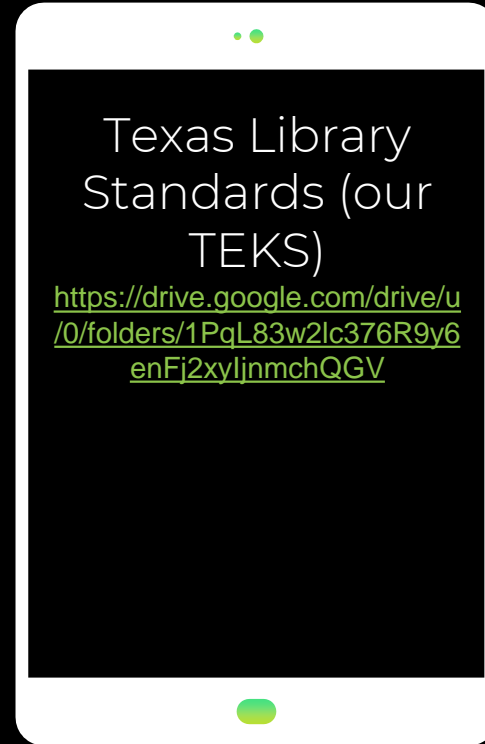 Texas Library
Standards (our
TEKS)
https://drive.google.com/drive/u
/0/folders/1PqL83w2lc376R9y6
enFj2xyIjnmchQGV